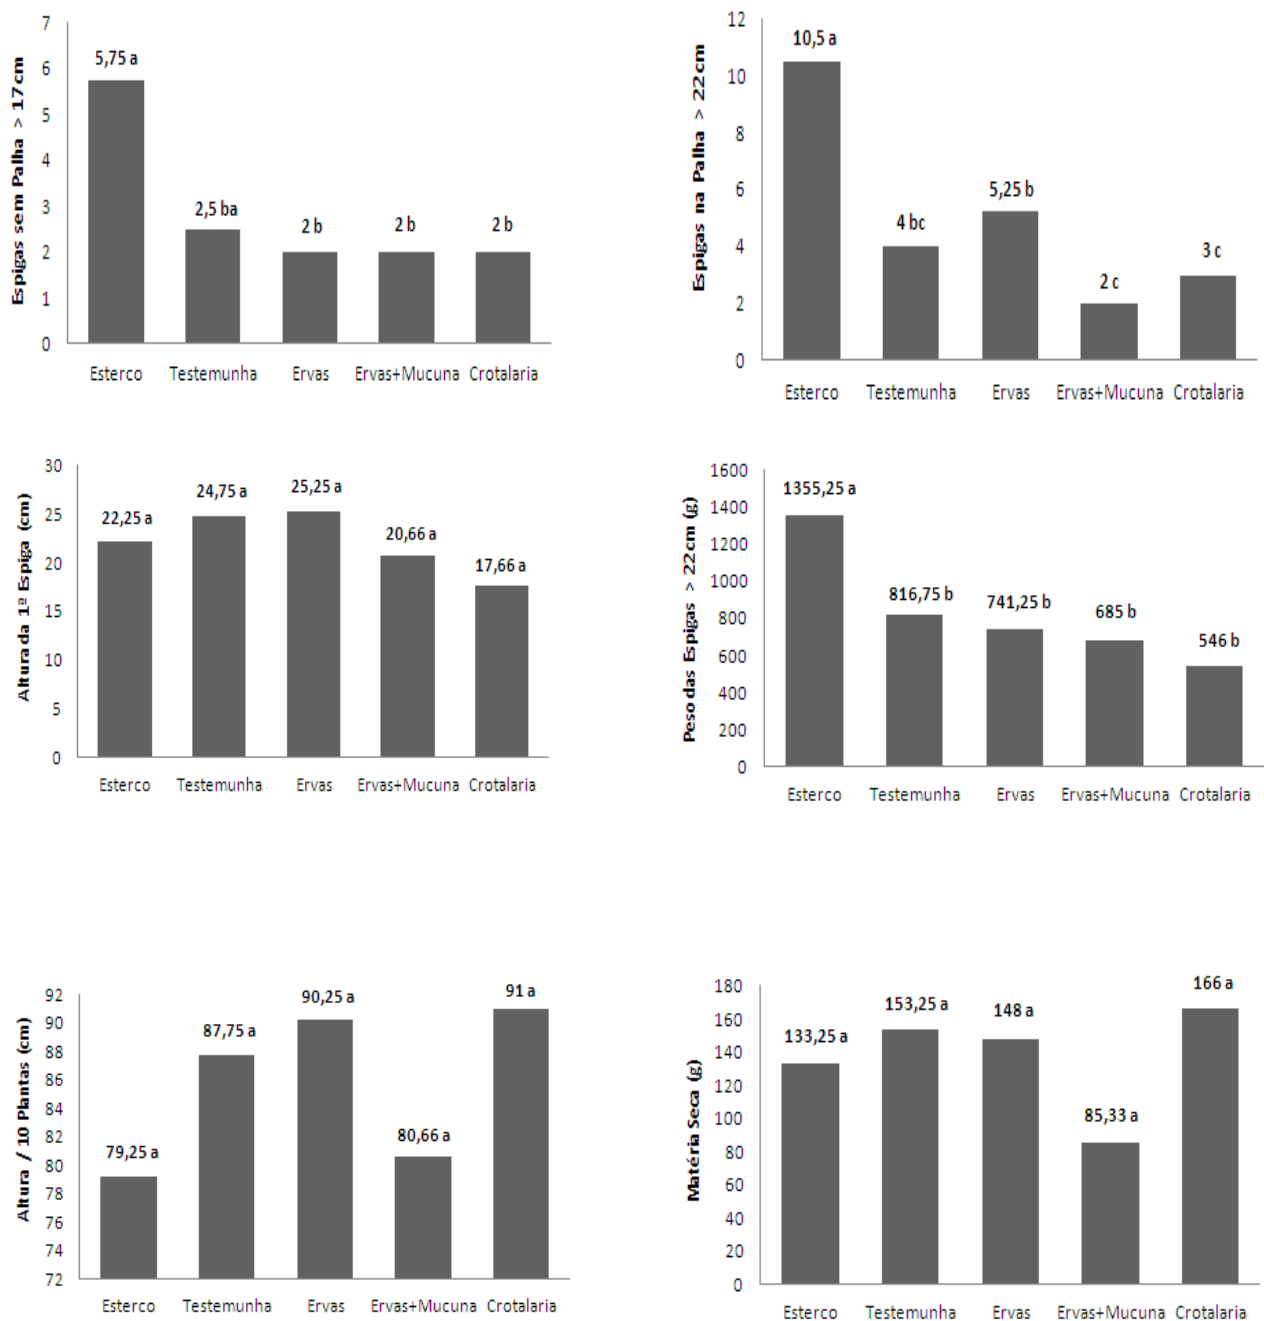 Espigas sem Palha > 17cm
7
6
5
4
3
2
1
0
5,75 a
2,5 ba
2 b
2 b
2 b
Esterco Testemunha Ervas Ervas+Mucuna Crotalaria
Espigas na Palha > 22cm
12
10
8
6
4
2
0
10,5 a
4 bc
5,25 b
2 c
3 c
Esterco Testemunha Ervas Ervas+Mucuna Crotalaria
Altura da 1ª Espiga (cm)
30
25
20
15
10
5
0
22,25 a
24,75 a
25,25 a
20,66 a
17,66 a
Esterco Testemunha Ervas Ervas+Mucuna Crotalaria
Peso das Espigas > 22cm (g)
1600
1400
1200
1000
800
600
400
200
0
1355,25 a
816,75 b
741,25 b
685 b
546 b
Esterco Testemunha Ervas Ervas+Mucuna Crotalaria
Altura / 10 Plantas (cm)
92
90
88
86
84
82
80
78
76
74
72
79,25 a
87,75 a
90,25 a
80,66 a
91 a
Esterco Testemunha Ervas Ervas+Mucuna Crotalaria
Matéria Seca (g)
180
160
140
120
100
80
60
40
20
0
133,25 a
153,25 a
148 a
85,33 a
166 a
Esterco Testemunha Ervas Ervas+Mucuna Crotalaria